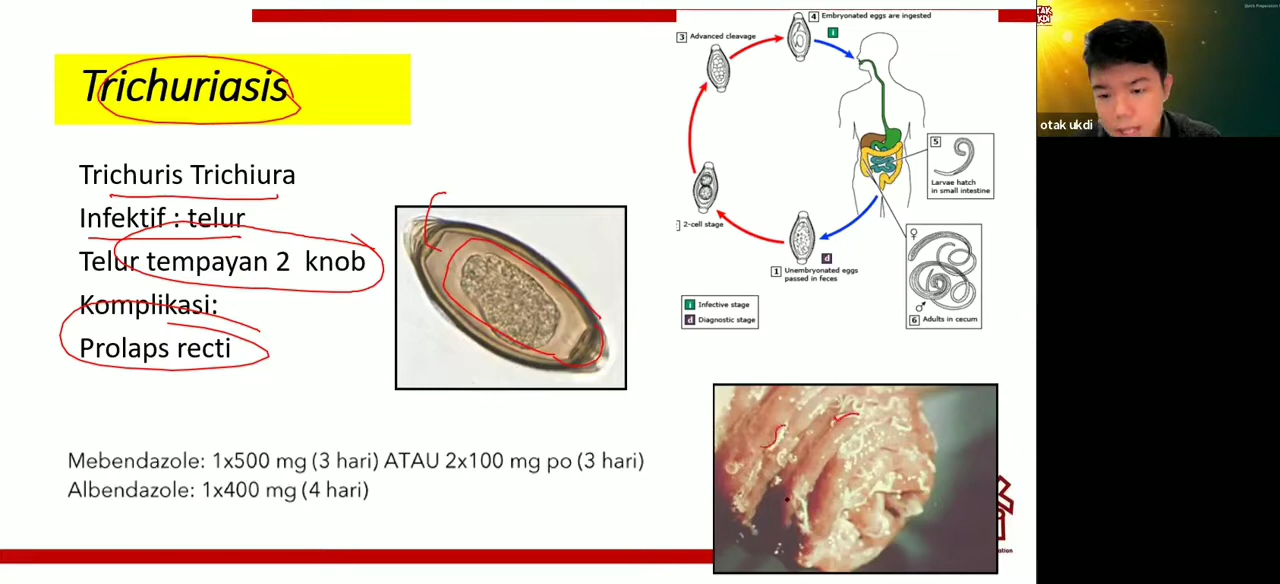 Trichuriasis
Trichuris Trichiura
Infektif : telur
Telur tempayan 2 knob
Komplikasi:
Prolaps recti
Mebendazole: 1x500 mg (3 hari) ATAU 2x100 mg po (3 hari)
Albendazole: 1x400 mg (4 hari)
4 Embryonated eggs are ingested
i
3 Advanced cleavage
5
Larvae hatch
in small intestine
2-cell stage
d
1 Unembryonated eggs
passed in feces
i Infective stage
d Diagnostic stage
♀
♂
6 Adults in cecum
OTAK
UKDI
otak ukdi